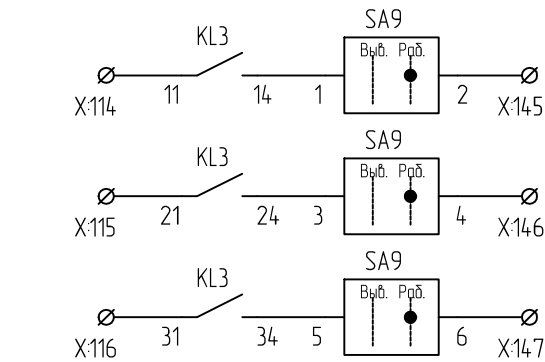 SA9
KL3
Выв. Раб.
11 14 1 2
X:114 X:145
SA9
KL3
Выв. Раб.
21 24 3 4
X:115 X:146
SA9
KL3
Выв. Раб.
31 34 5 6
X:116 X:147